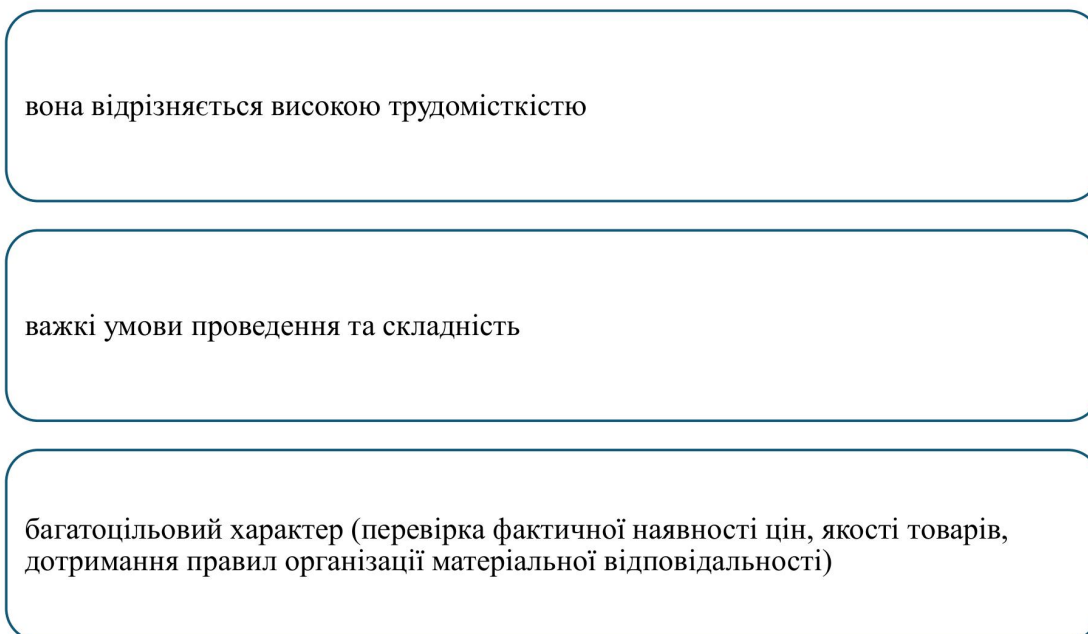 вона відрізняється високою трудомісткістю
важкі умови проведення та складність
багатоцільовий характер (перевірка фактичної наявності цін, якості товарів,
дотримання правил організації матеріальної відповідальності)